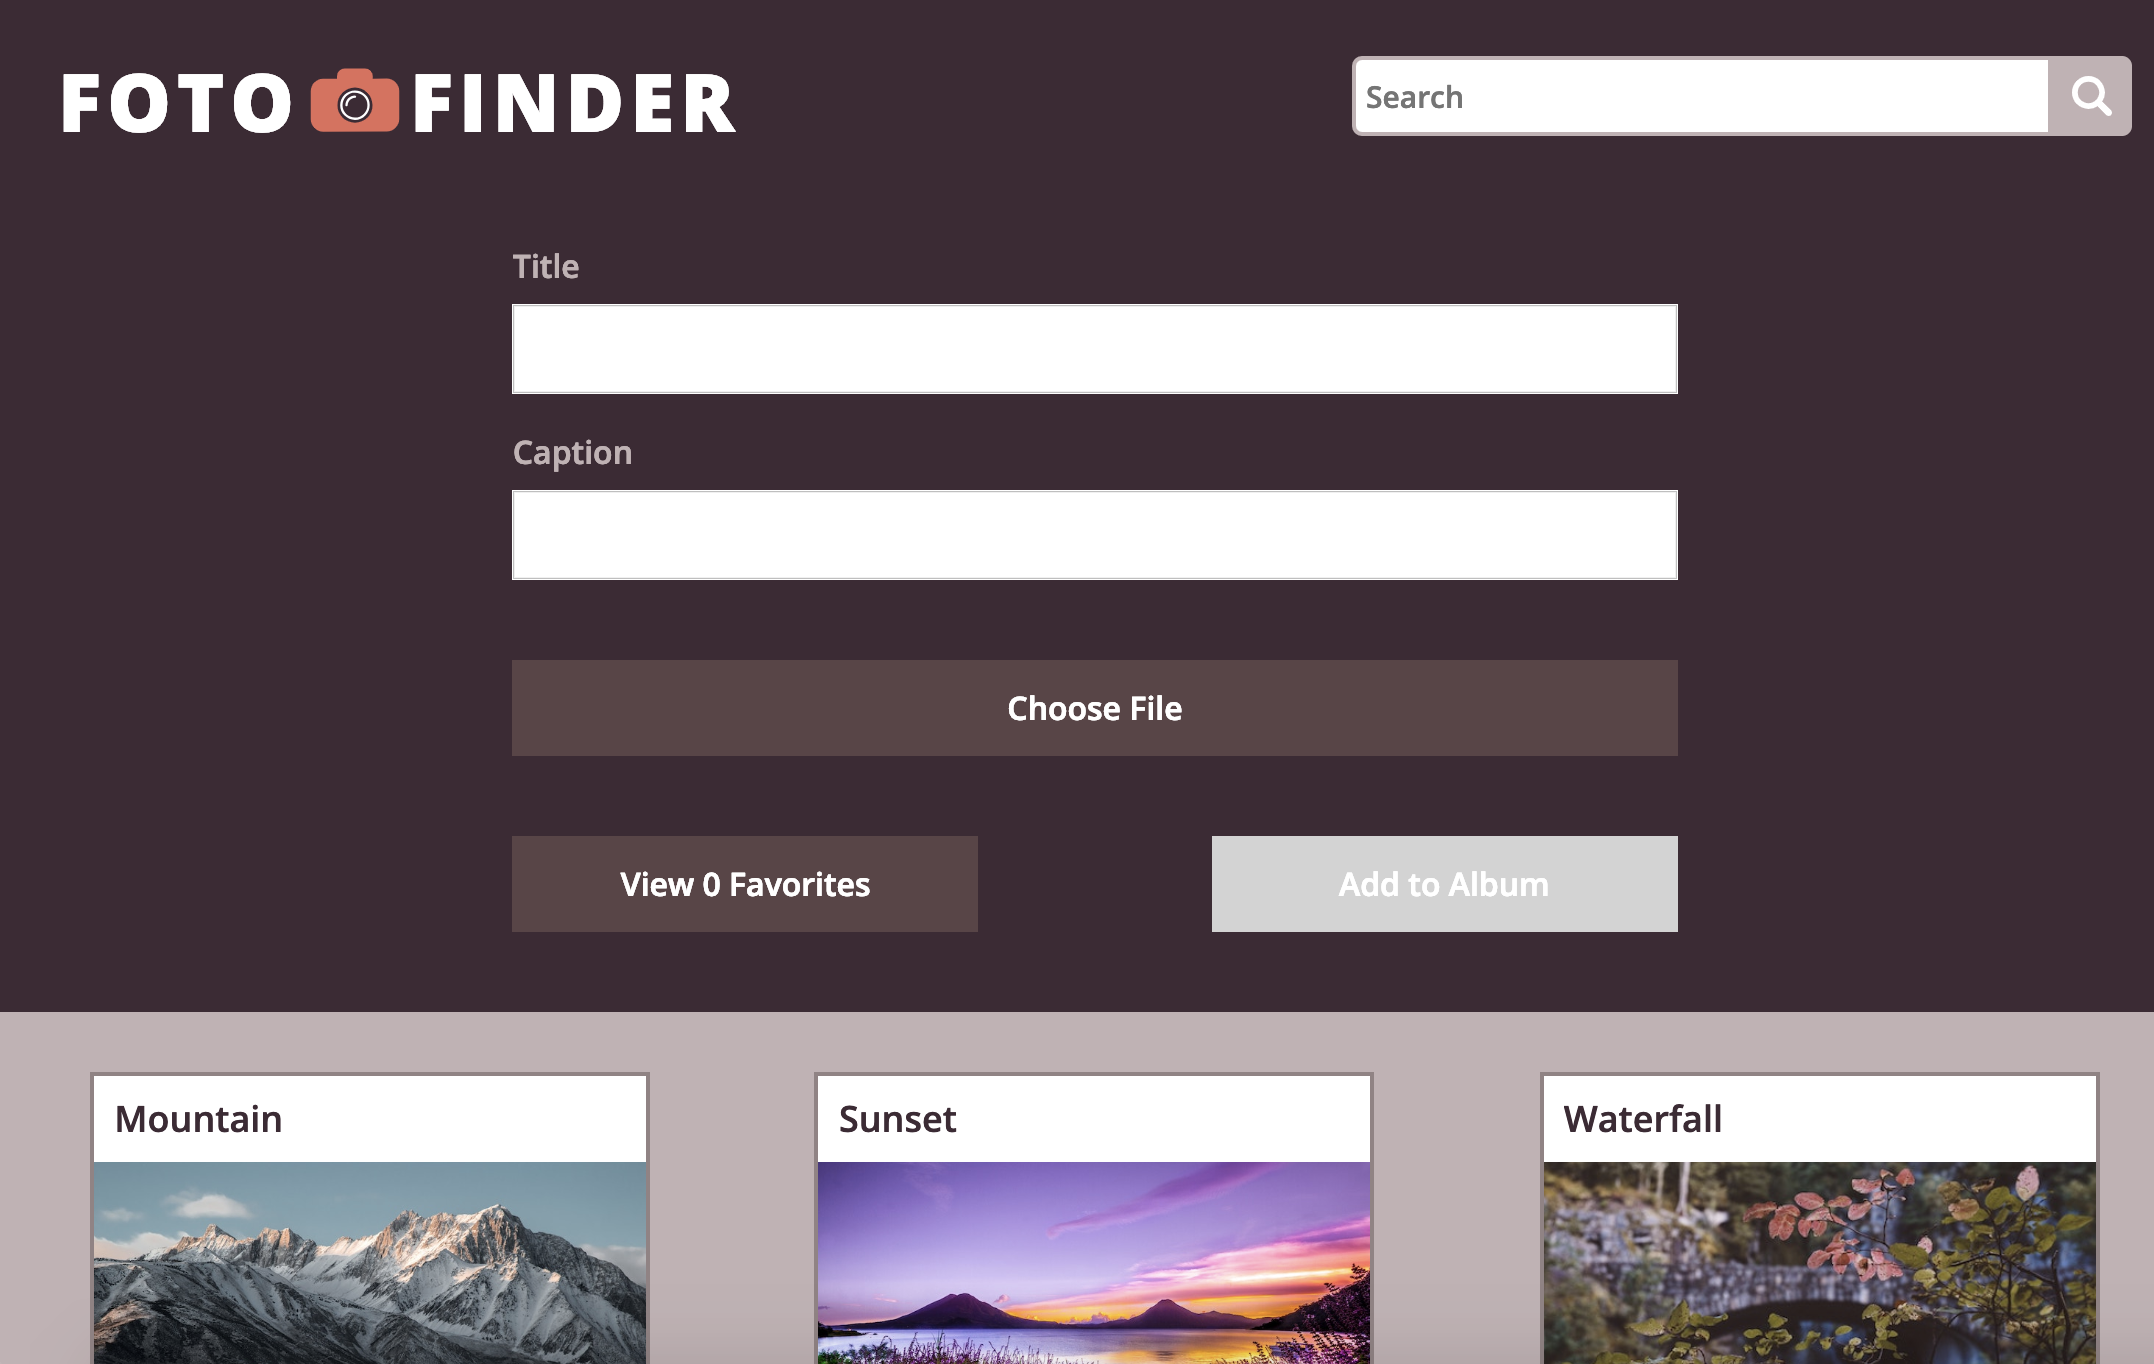 FOTO FINDER
Search
Title
Caption
Choose File
View 0 Favorites
Add to Album
Mountain
Sunset
Waterfall